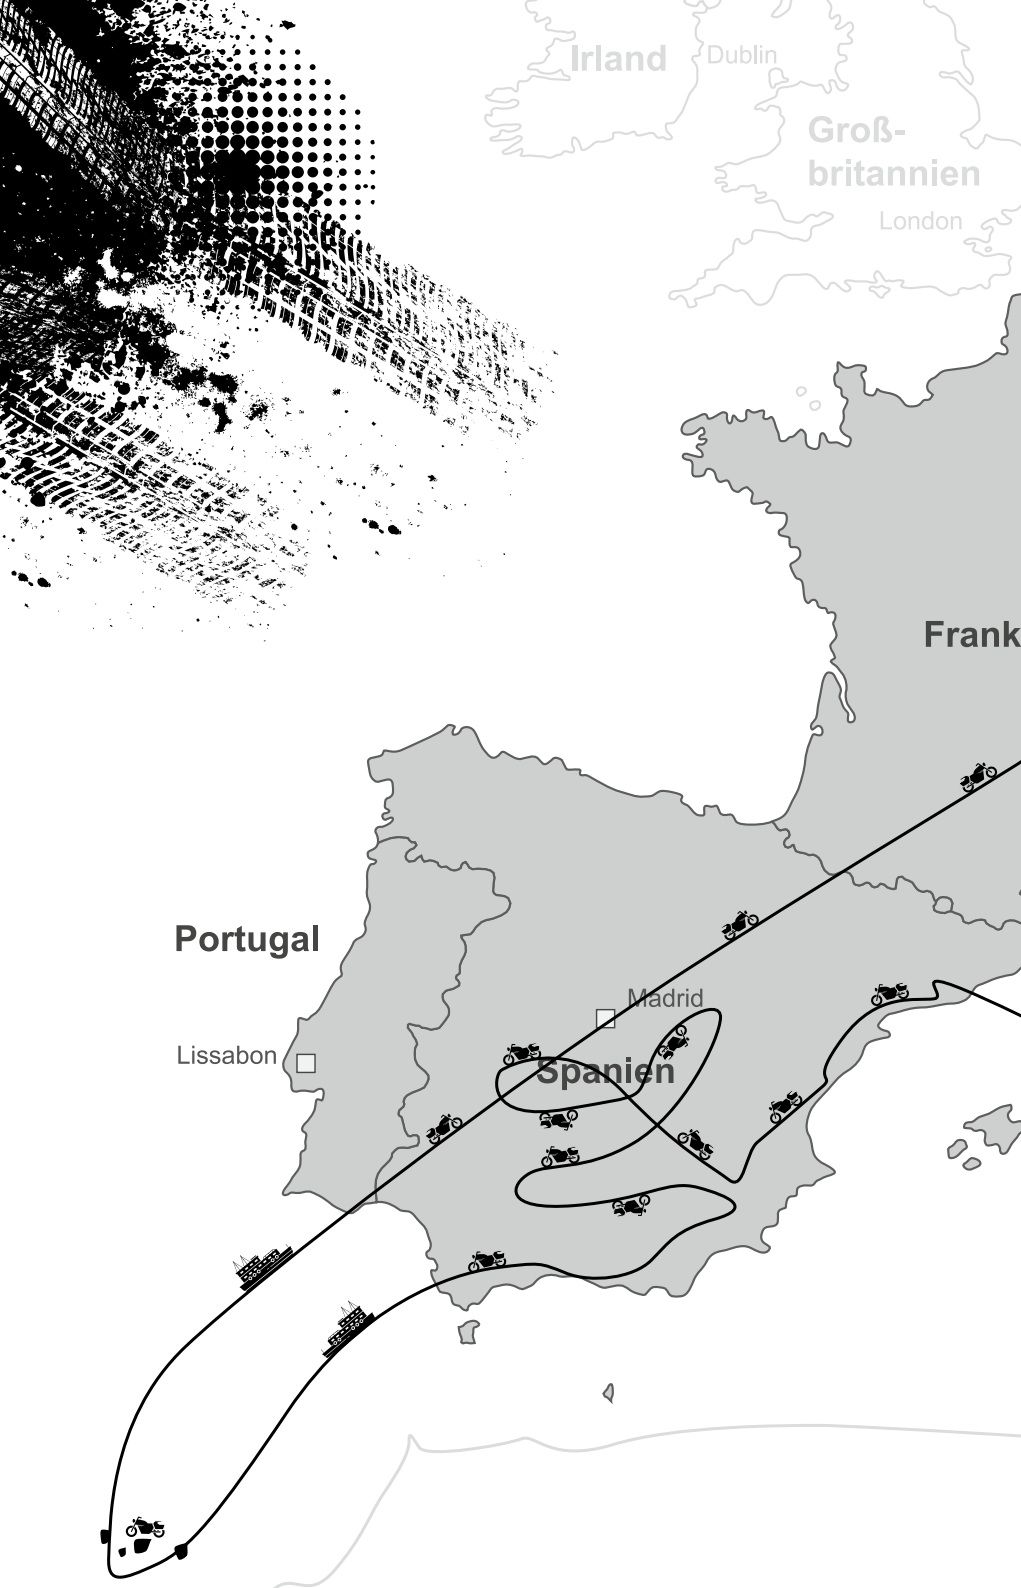 Irland
Dublin
Groß-
britannien
London
Frank
Portugal
Madrid
Lissabon
Spanien